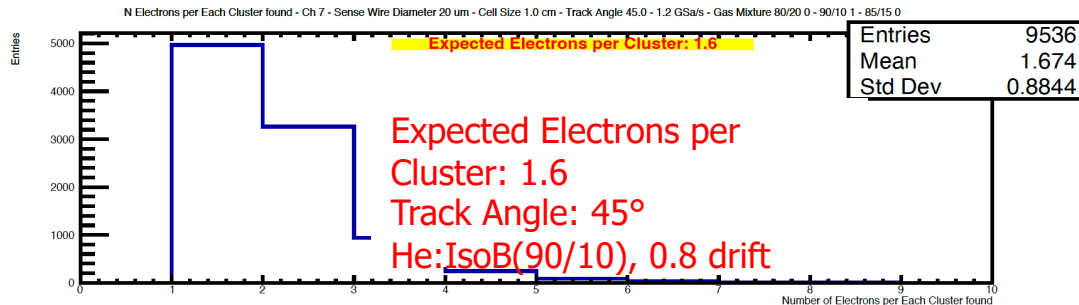 N Electrons per Each Cluster found - Ch 7 - Sense Wire Diameter 20 um - Cell Size 1.0 cm - Track Angle 45.0 - 1.2 GSa/s - Gas Mixture 80/20 0 - 90/10 1 - 85/15 0
Entries 9536
Mean 1.674
Std Dev 0.8844
Expected Electrons per Cluster: 1.6
Expected Electrons per
Cluster: 1.6
Track Angle: 45°
He:IsoB(90/10), 0.8 drift
Entries
5000
4000
3000
2000
1000
0
0 1 2 3 4 5 6 7 8 9 10
Number of Electrons per Each Cluster found